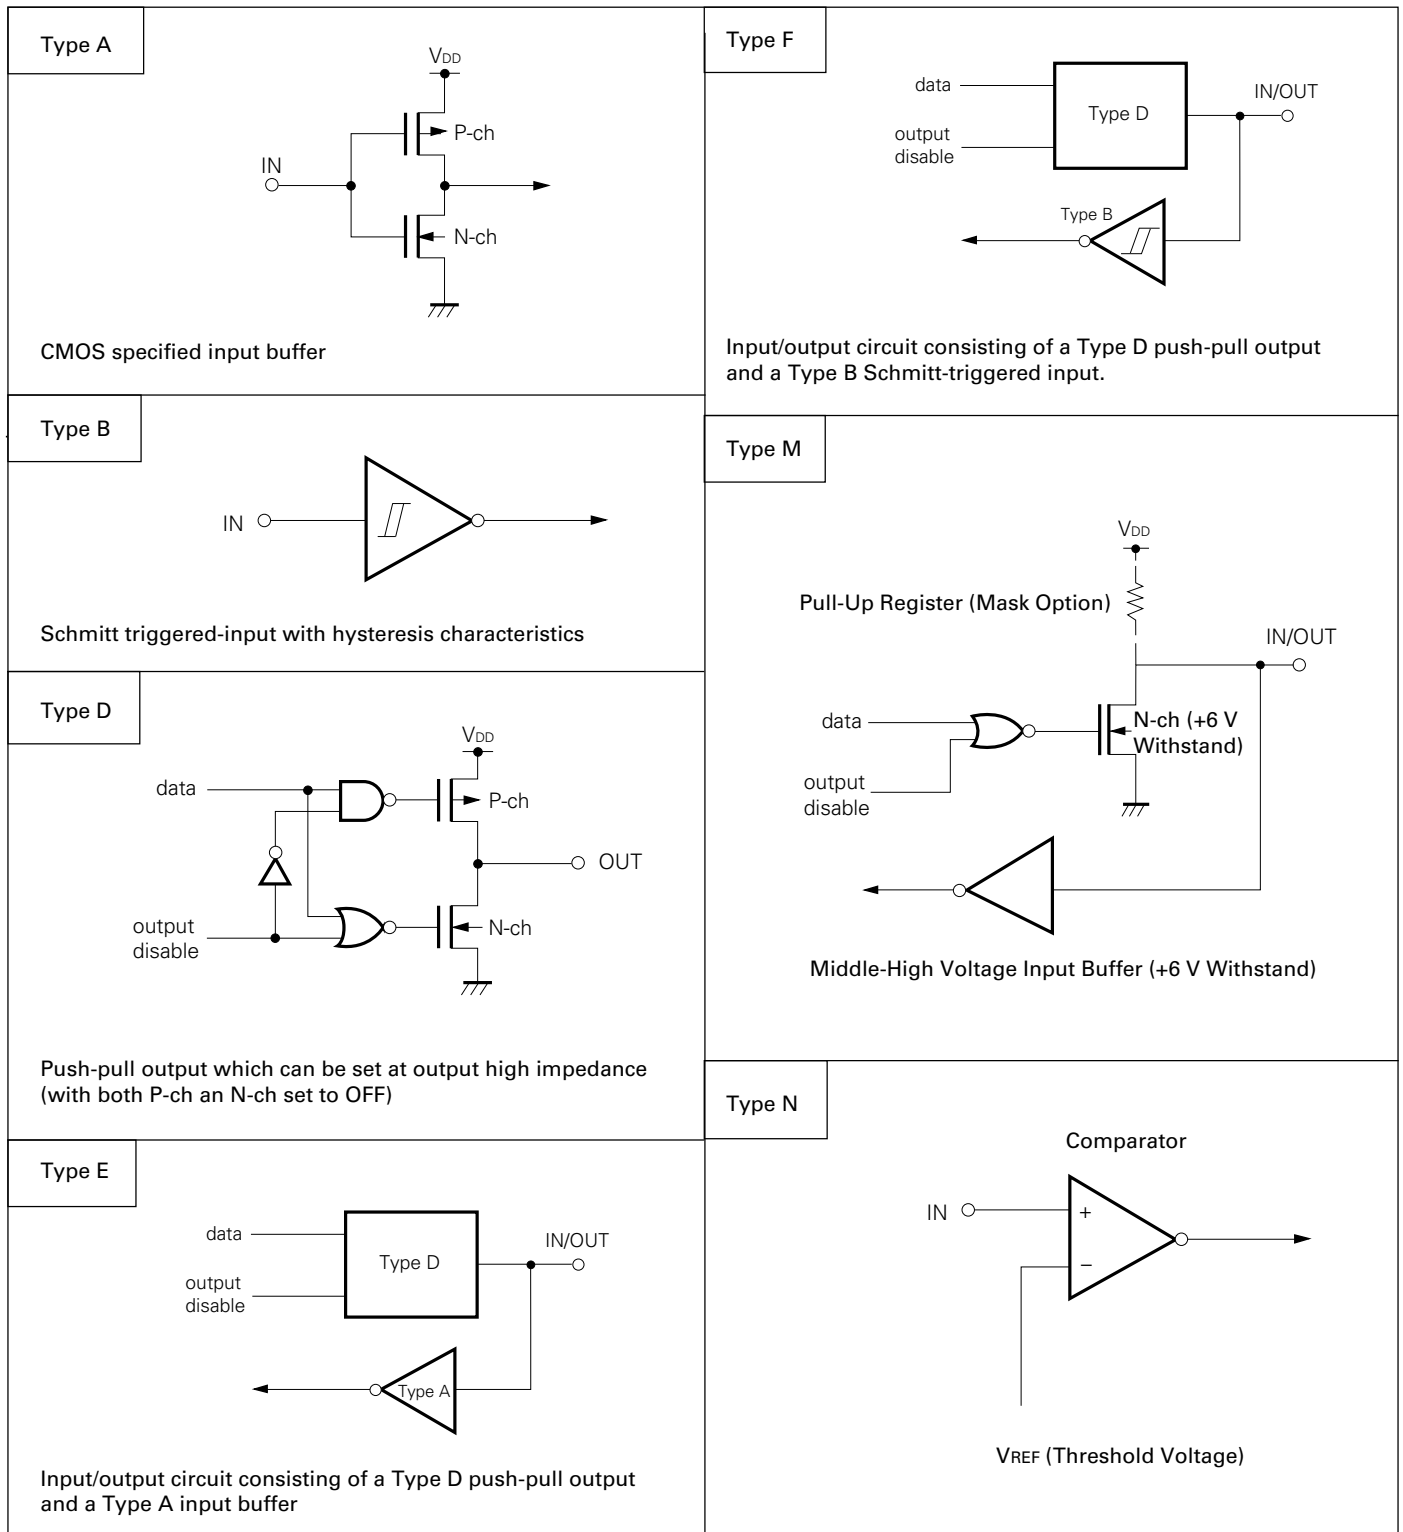 Type A
VDD
P-ch
IN
N-ch
CMOS specified input buffer
Type B
IN
Schmitt triggered-input with hysteresis characteristics
Type D
VDD
data
P-ch
OUT
output
disable
N-ch
Push-pull output which can be set at output high impedance
(with both P-ch an N-ch set to OFF)
Type E
data
Type D
IN/OUT
output
disable
Type A
Input/output circuit consisting of a Type D push-pull output
and a Type A input buffer
Type F
data
Type D
IN/OUT
output
disable
Type B
Input/output circuit consisting of a Type D push-pull output
and a Type B Schmitt-triggered input.
Type M
VDD
Pull-Up Register (Mask Option)
IN/OUT
data
N-ch (+6 V
Withstand)
output
disable
Middle-High Voltage Input Buffer (+6 V Withstand)
Type N
Comparator
IN
+
−
VREF (Threshold Voltage)